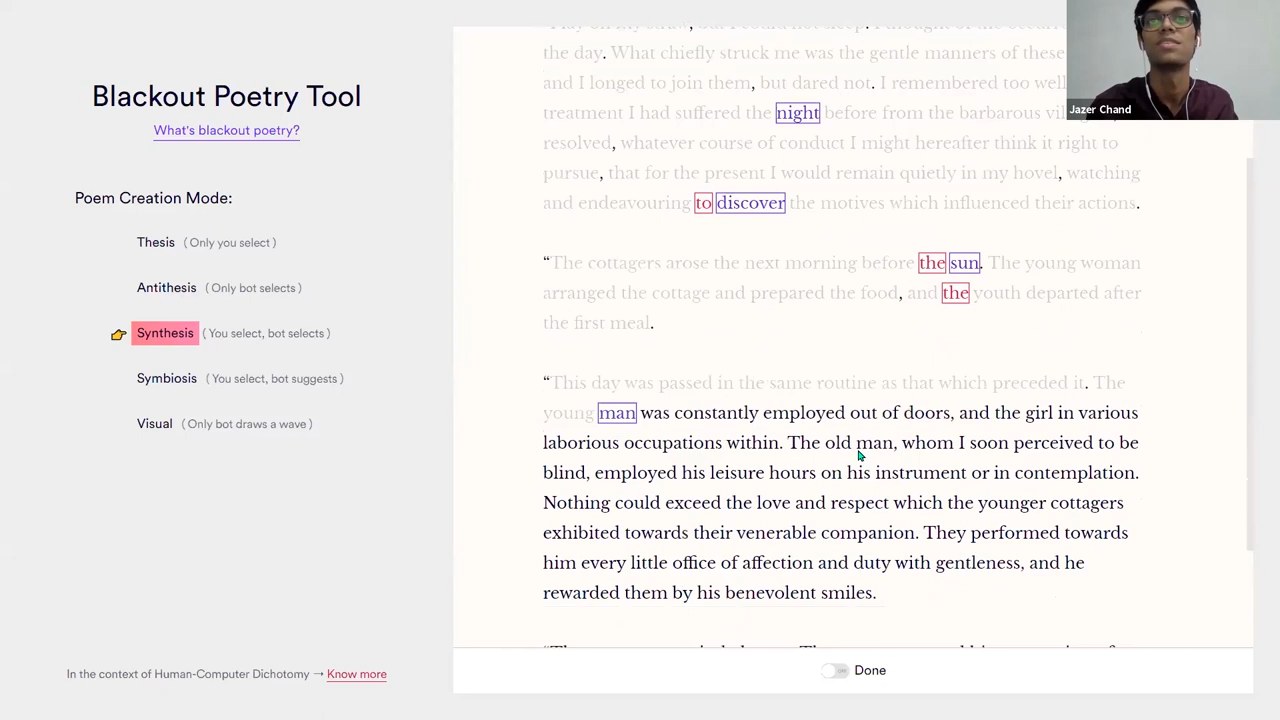 Blackout Poetry Tool
What's blackout poetry?
Poem Creation Mode:
Thesis ( Only you select )
Antithesis (Only bot selects)
👉 Synthesis ( You select, bot selects )
Symbiosis (You select, bot suggests )
Visual (Only bot draws a wave )
In the context of Human-Computer Dichotomy → Know more
the day. What chiefly struck me was the gentle manners of these
and I longed to join them, but dared not. I remembered too well
treatment I had suffered the night before from the barbarous
resolved, whatever course of conduct I might hereafter think it right to
pursue, that for the present I would remain quietly in my hovel, watching
and endeavouring to discover the motives which influenced their actions.
“The cottagers arose the next morning before the sun. The young woman
arranged the cottage and prepared the food, and the youth departed after
the first meal.
“This day was passed in the same routine as that which preceded it. The
young man was constantly employed out of doors, and the girl in various
laborious occupations within. The old man, whom I soon perceived to be
blind, employed his leisure hours on his instrument or in contemplation.
Nothing could exceed the love and respect which the younger cottagers
exhibited towards their venerable companion. They performed towards
him every little office of affection and duty with gentleness, and he
rewarded them by his benevolent smiles.
Done
Jazer Chand